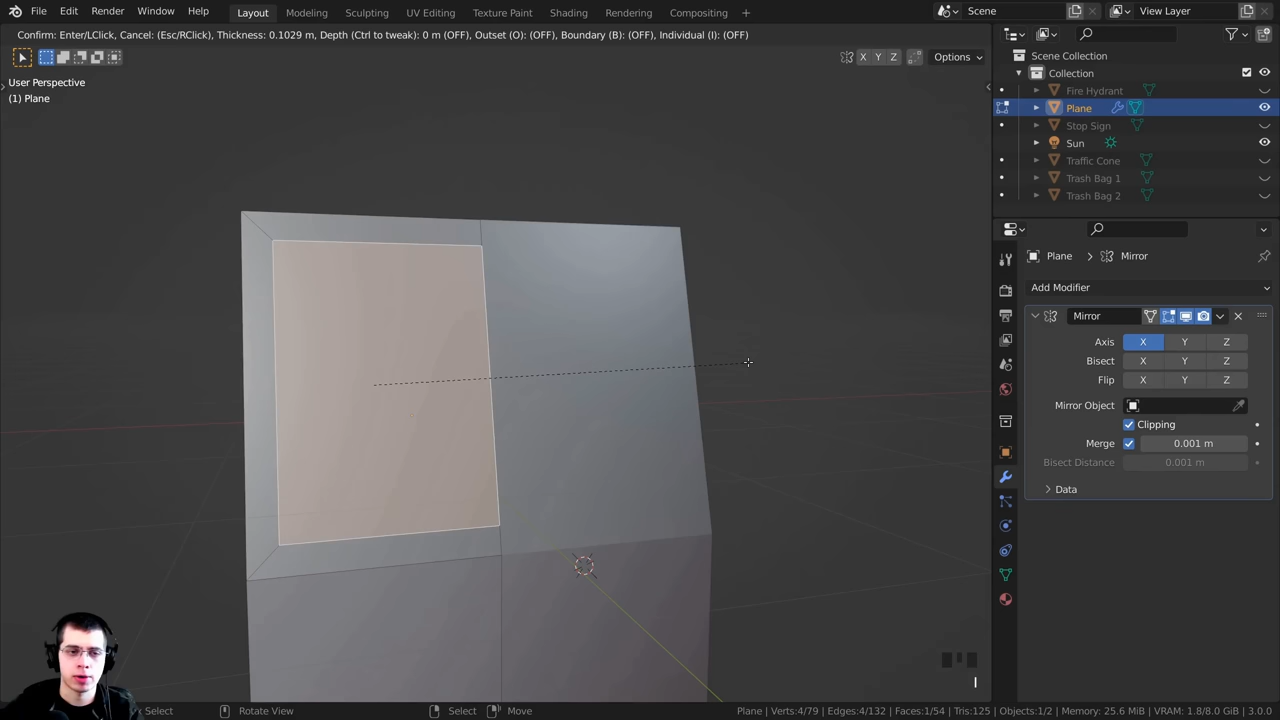 File Edit Render Window Help Layout Modeling Sculpting UV Editing Texture Paint Shading Rendering Compositing Scene View Layer
Confirm: Enter/LClick, Cancel: (Esc/RClick), Thickness: 0.1029 m, Depth (Ctrl to tweak): 0 m (OFF), Outset (O): (OFF), Boundary (B): (OFF), Individual (I): (OFF)
X Y Z Options
User Perspective
(1) Plane
Scene Collection
Collection
Fire Hydrant
Plane
Stop Sign
Sun
Traffic Cone
Trash Bag 1
Trash Bag 2
Plane Mirror
Add Modifier
Mirror
Axis X Y Z
Bisect X Y Z
Flip X Y Z
Mirror Object
Clipping
Merge 0.001 m
Bisect Distance 0.001 m
Data
I
Select Rotate View Select Move Plane | Verts:4/79 | Edges:4/132 | Faces:1/54 | Tris:125 | Objects:1/2 | Memory: 25.6 MiB | VRAM: 1.8/8.0 GiB | 3.0.0